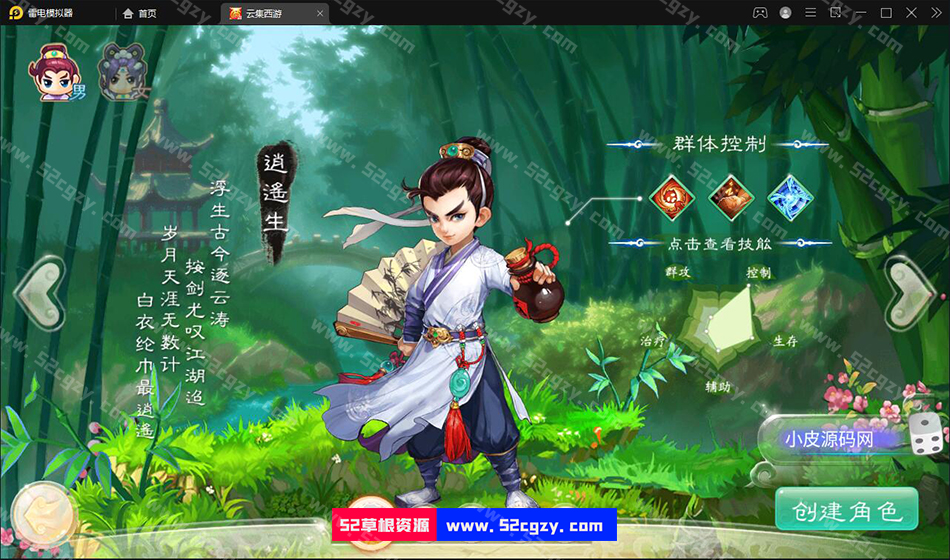 雷电模拟器
首页
云集西游
男
女
逍遥生
浮生古今逐云涛
按剑尤叹江湖迢
岁月天涯无数计
白衣纶巾最逍遥
群体控制
点击查看技能
群攻
控制
治疗
生存
辅助
小皮源码网
创建角色
52草根资源 www.52cgzy.com
www.52cgzy.com